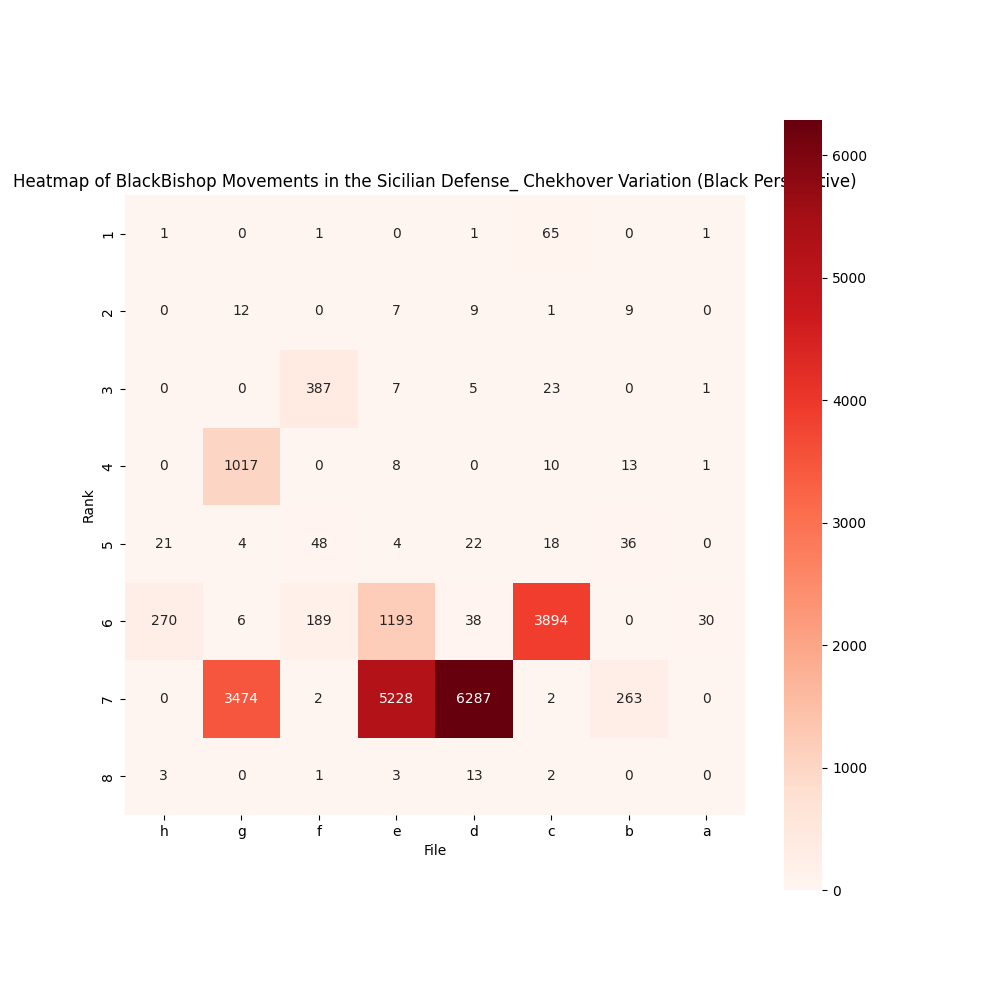 Heatmap of BlackBishop Movements in the Sicilian Defense_ Chekhover Variation (Black Perspective)
Rank
1 1 0 1 0 1 65 0 1
2 0 12 0 7 9 1 9 0
3 0 0 387 7 5 23 0 1
4 0 1017 0 8 0 10 13 1
5 21 4 48 4 22 18 36 0
6 270 6 189 1193 38 3894 0 30
7 0 3474 2 5228 6287 2 263 0
8 3 0 1 3 13 2 0 0
h g f e d c b a
File
6000
5000
4000
3000
2000
1000
0